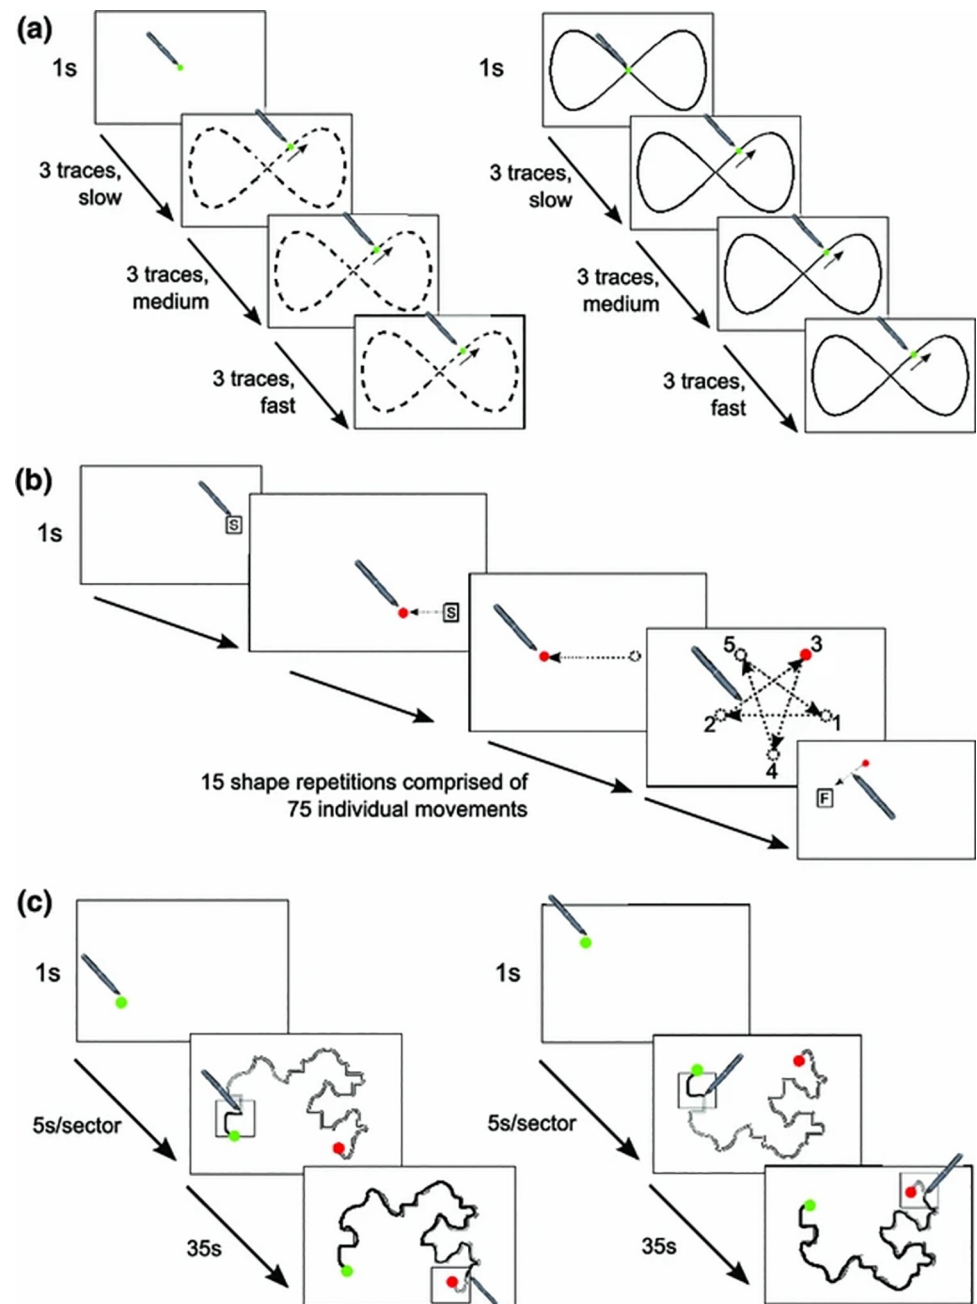 (a)
1s
3 traces,
slow
3 traces,
medium
3 traces,
fast
1s
3 traces,
slow
3 traces,
medium
3 traces,
fast
(b)
1s
S
S
5
3
2
1
4
F
15 shape repetitions comprised of
75 individual movements
(c)
1s
5s/sector
35s
1s
5s/sector
35s